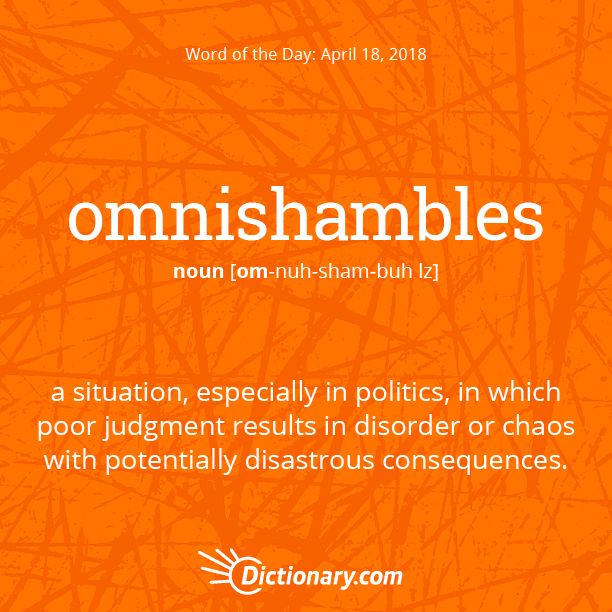 Word of the Day: April 18, 2018
omnishambles
noun [om-nuh-sham-buh lz]
a situation, especially in politics, in which
poor judgment results in disorder or chaos
with potentially disastrous consequences.
Dictionary.com